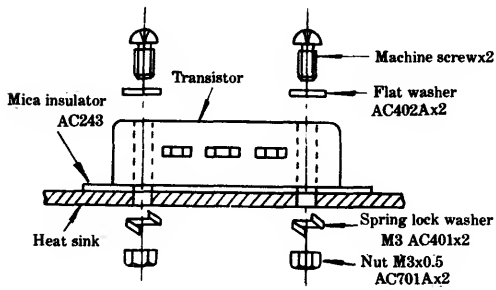 Machine screwx2
Transistor
Flat washer
AC402Ax2
Mica insulator
AC243
Heat sink
Spring lock washer
M3 AC401x2
Nut M3x0.5
AC701Ax2